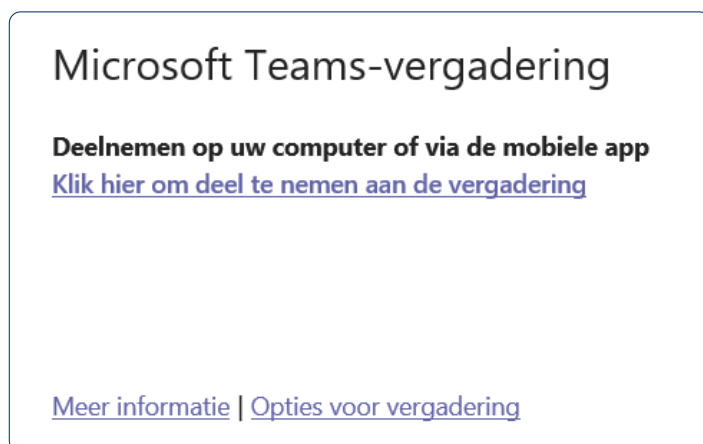 Microsoft Teams-vergadering
Deelnemen op uw computer of via de mobiele app
Klik hier om deel te nemen aan de vergadering
Meer informatie | Opties voor vergadering